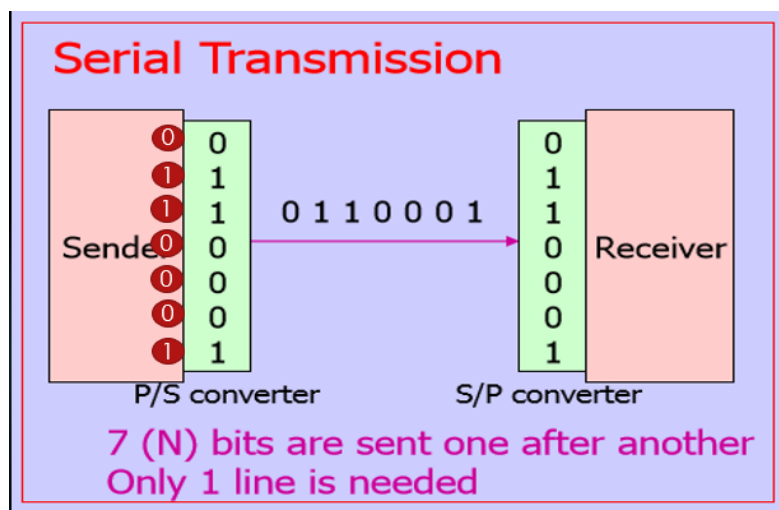 Serial Transmission
0 0 0
1 1 1
1 1 0 1 1 0 0 0 1 1
Sender 0 0 0 Receiver
0 0 0
0 0 0
1 1 1
P/S converter S/P converter
7 (N) bits are sent one after another
Only 1 line is needed